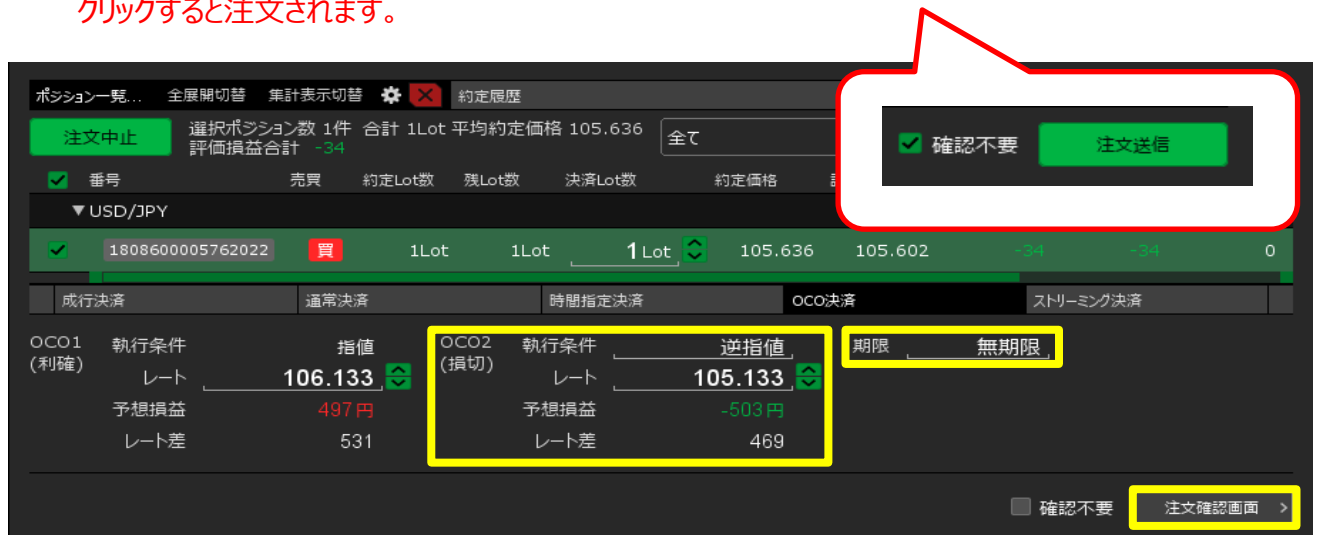 クリックすると注文されます。
ポジション一覧... 全展開切替 集計表示切替 約定履歴
注文中止 選択ポジション数 1件 合計 1Lot 平均約定価格 105.636 全て
評価損益合計 -34
確認不要 注文送信
番号 売買 約定Lot数 残Lot数 決済Lot数 約定価格
▼USD/JPY
1808600005762022 買 1Lot 1Lot 1 Lot 105.636 105.602 -34 -34 0
成行決済 通常決済 時間指定決済 OCO決済 ストリーミング決済
OCO1 執行条件 指値 OCO2 執行条件 逆指値 期限 無期限
(利確) レート 106.133 (損切) レート 105.133
予想損益 497円 予想損益 -503円
レート差 531 レート差 469
確認不要 注文確認画面 >